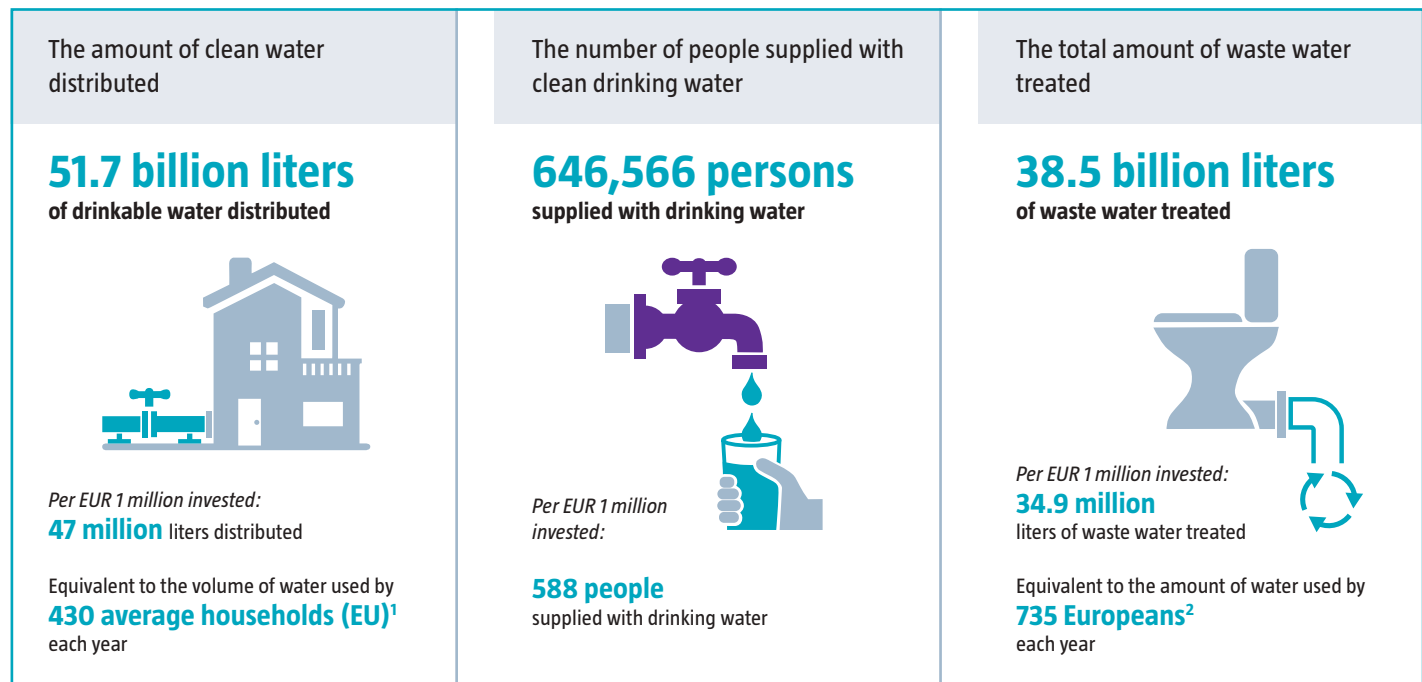 The amount of clean water
distributed
51.7 billion liters
of drinkable water distributed
Per EUR 1 million invested:
47 million liters distributed
Equivalent to the volume of water used by
430 average households (EU)¹
each year
The number of people supplied with
clean drinking water
646,566 persons
supplied with drinking water
Per EUR 1 million
invested:
588 people
supplied with drinking water
The total amount of waste water
treated
38.5 billion liters
of waste water treated
Per EUR 1 million invested:
34.9 million
liters of waste water treated
Equivalent to the amount of water used by
735 Europeans²
each year